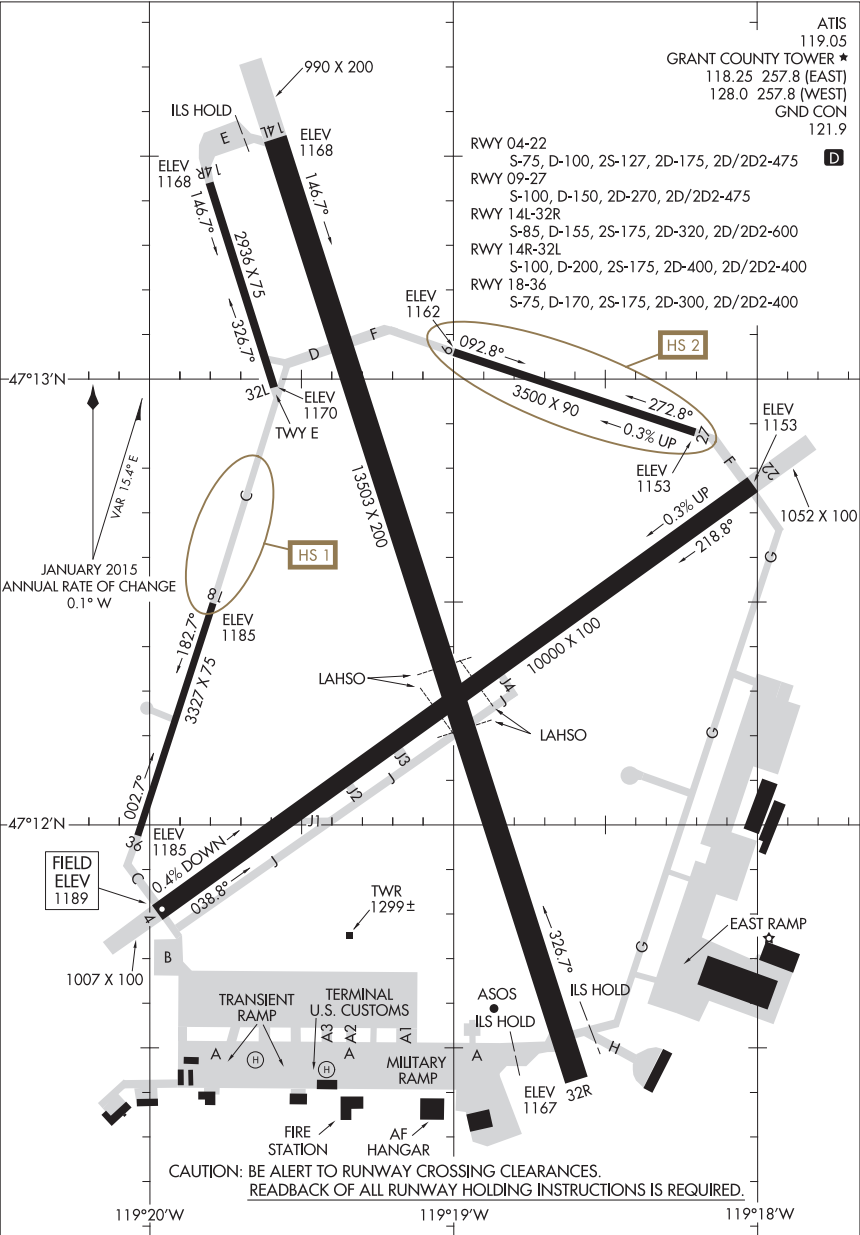 ATIS
119.05
GRANT COUNTY TOWER ★
118.25 257.8 (EAST)
128.0 257.8 (WEST)
GND CON
121.9
D
RWY 04-22
S-75, D-100, 2S-127, 2D-175, 2D/2D2-475
RWY 09-27
S-100, D-150, 2D-270, 2D/2D2-475
RWY 14L-32R
S-85, D-155, 2S-175, 2D-320, 2D/2D2-600
RWY 14R-32L
S-100, D-200, 2S-175, 2D-400, 2D/2D2-400
RWY 18-36
S-75, D-170, 2S-175, 2D-300, 2D/2D2-400
990 X 200
ILS HOLD
E
14L
ELEV
1168
ELEV
1168
14R
146.7°
146.7°
2936 X 75
326.7°
32L
ELEV
1170
TWY E
D
F
ELEV
1162
9
092.8°
3500 X 90
272.8°
0.3% UP
27
HS 2
ELEV
1153
ELEV
1153
F
22
1052 X 100
47°13'N
VAR 15.4° E
JANUARY 2015
ANNUAL RATE OF CHANGE
0.1° W
C
HS 1
13503 X 200
0.3% UP
218.8°
G
18
ELEV
1185
182.7°
3327 X 75
002.7°
36
ELEV
1185
LAHSO
LAHSO
10000 X 100
J4
J
J3
J
J2
J1
J
G
47°12'N
C
FIELD
ELEV
1189
0.4% DOWN
038.8°
4
1007 X 100
B
TWR
1299±
326.7°
G
EAST RAMP
TRANSIENT
RAMP
TERMINAL
U.S. CUSTOMS
A3
A2
A1
ASOS
ILS HOLD
ILS HOLD
A
H
H
A
MILITARY
RAMP
A
H
ELEV
1167
32R
FIRE
STATION
AF
HANGAR
CAUTION: BE ALERT TO RUNWAY CROSSING CLEARANCES.
READBACK OF ALL RUNWAY HOLDING INSTRUCTIONS IS REQUIRED.
119°20'W
119°19'W
119°18'W